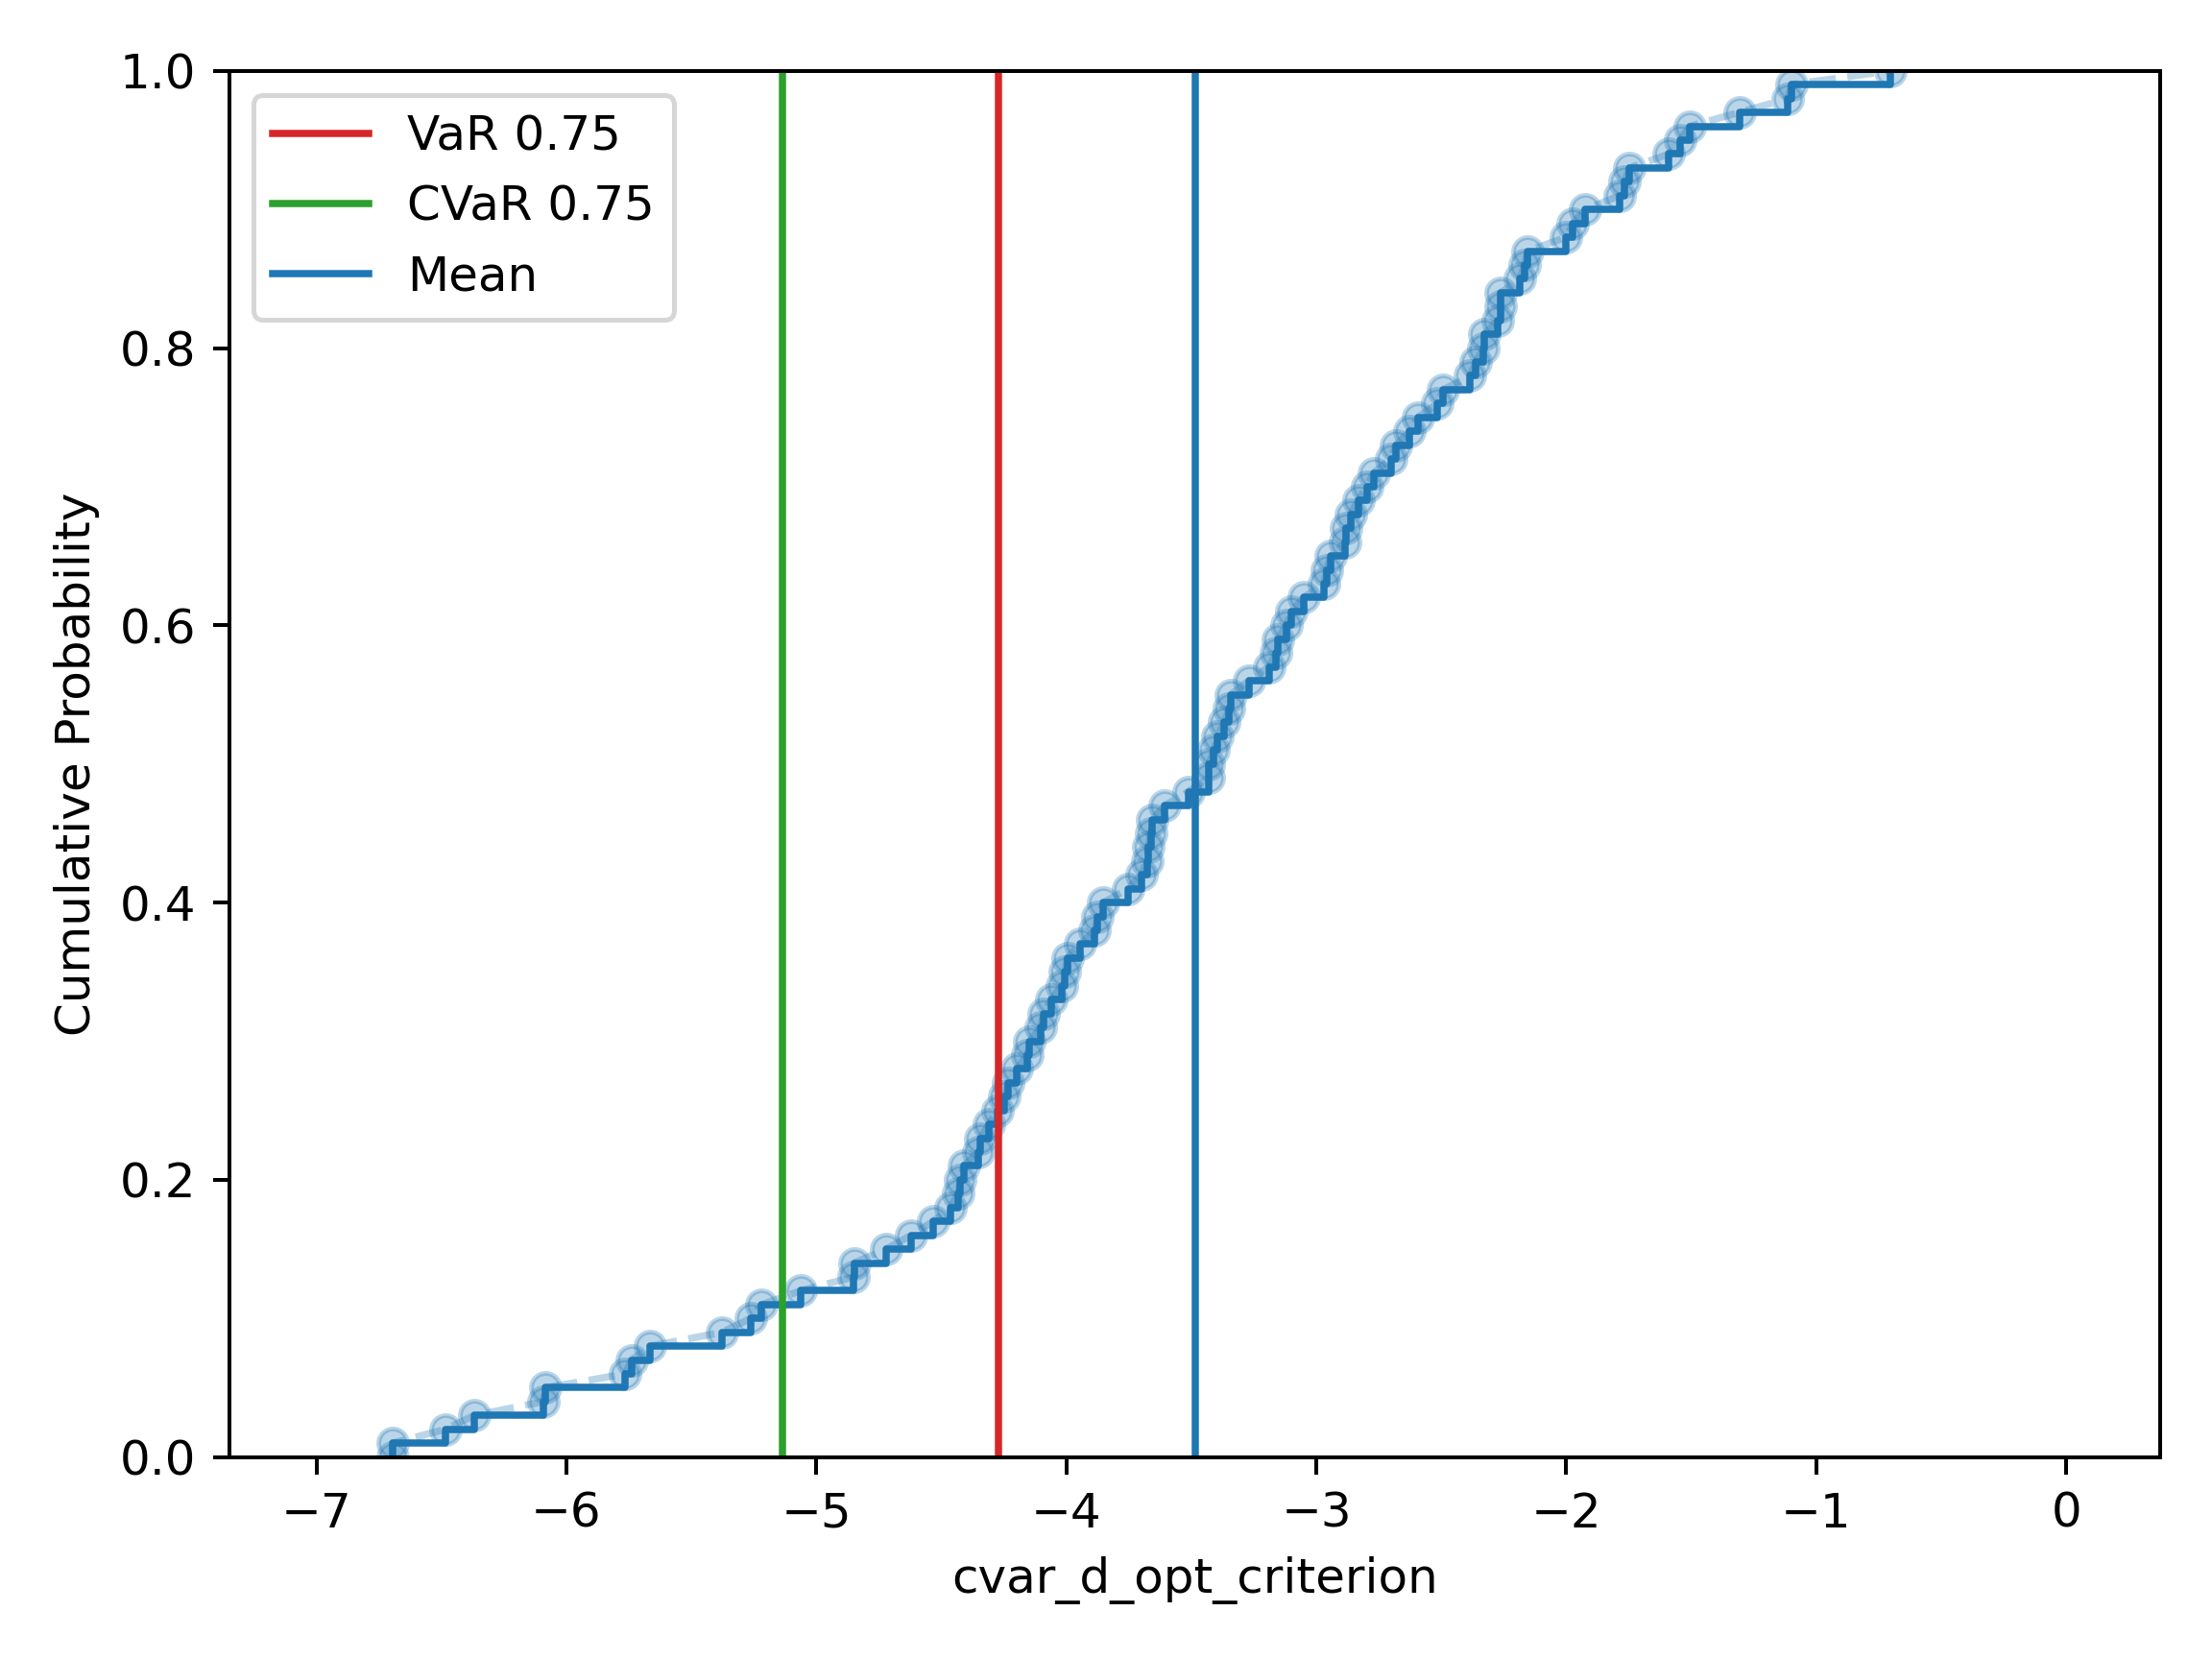 1.0
VaR 0.75
CVaR 0.75
Mean
0.8
0.6
0.4
0.2
0.0
Cumulative Probability
−7 −6 −5 −4 −3 −2 −1 0
cvar_d_opt_criterion